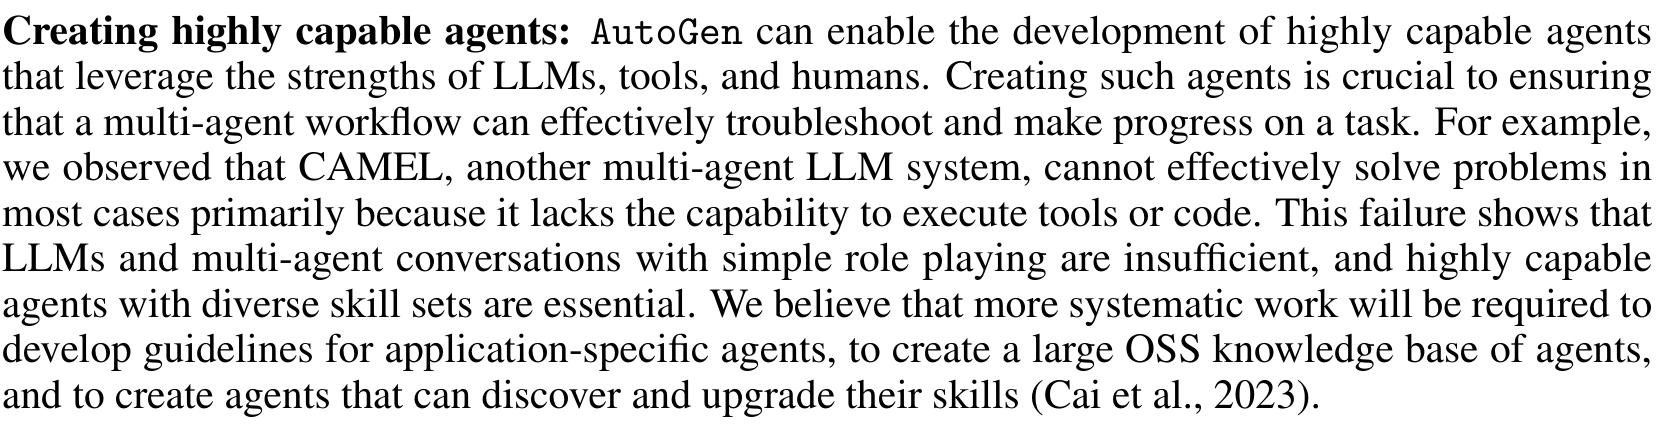 Creating highly capable agents: AutoGen can enable the development of highly capable agents
that leverage the strengths of LLMs, tools, and humans. Creating such agents is crucial to ensuring
that a multi-agent workflow can effectively troubleshoot and make progress on a task. For example,
we observed that CAMEL, another multi-agent LLM system, cannot effectively solve problems in
most cases primarily because it lacks the capability to execute tools or code. This failure shows that
LLMs and multi-agent conversations with simple role playing are insufficient, and highly capable
agents with diverse skill sets are essential. We believe that more systematic work will be required to
develop guidelines for application-specific agents, to create a large OSS knowledge base of agents,
and to create agents that can discover and upgrade their skills (Cai et al., 2023).